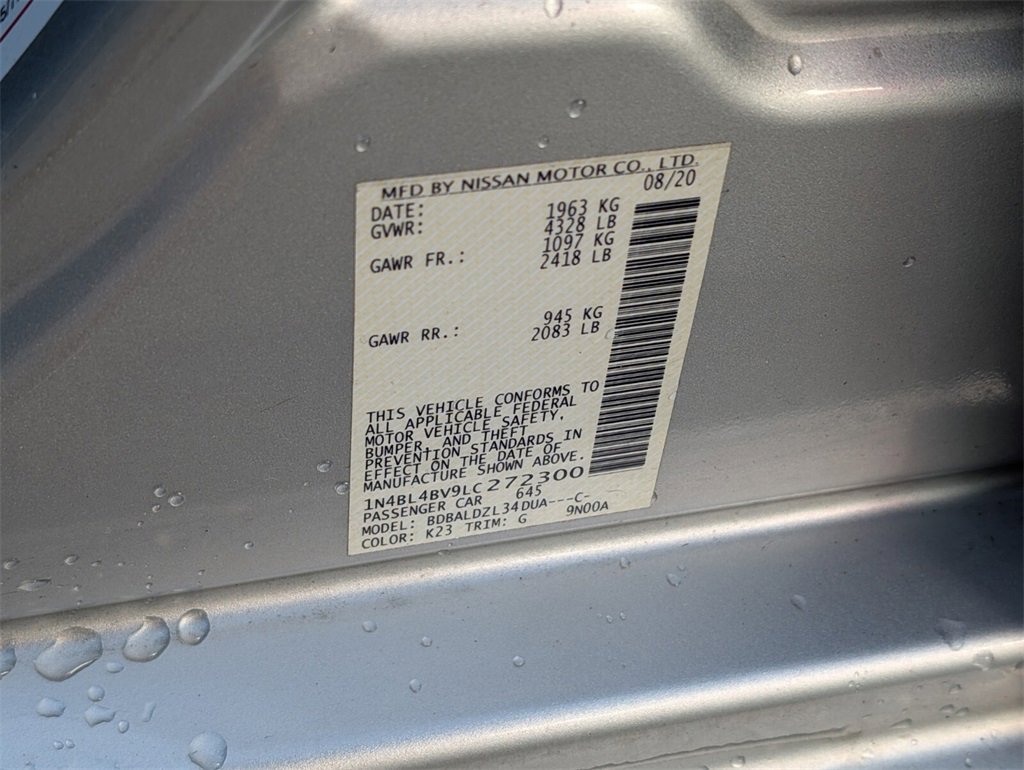 MFD BY NISSAN MOTOR CO., LTD.
DATE: 08/20
GVWR: 1963 KG
4328 LB
GAWR FR.: 1097 KG
2418 LB
GAWR RR.: 945 KG
2083 LB
THIS VEHICLE CONFORMS TO
ALL APPLICABLE FEDERAL
MOTOR VEHICLE SAFETY,
BUMPER, AND THEFT
PREVENTION STANDARDS IN
EFFECT ON THE DATE OF
MANUFACTURE SHOWN ABOVE.
1N4BL4BV9LC272300
PASSENGER CAR 645
MODEL: BDBALDZL34DUA---C-
COLOR: K23 TRIM: G 9N00A